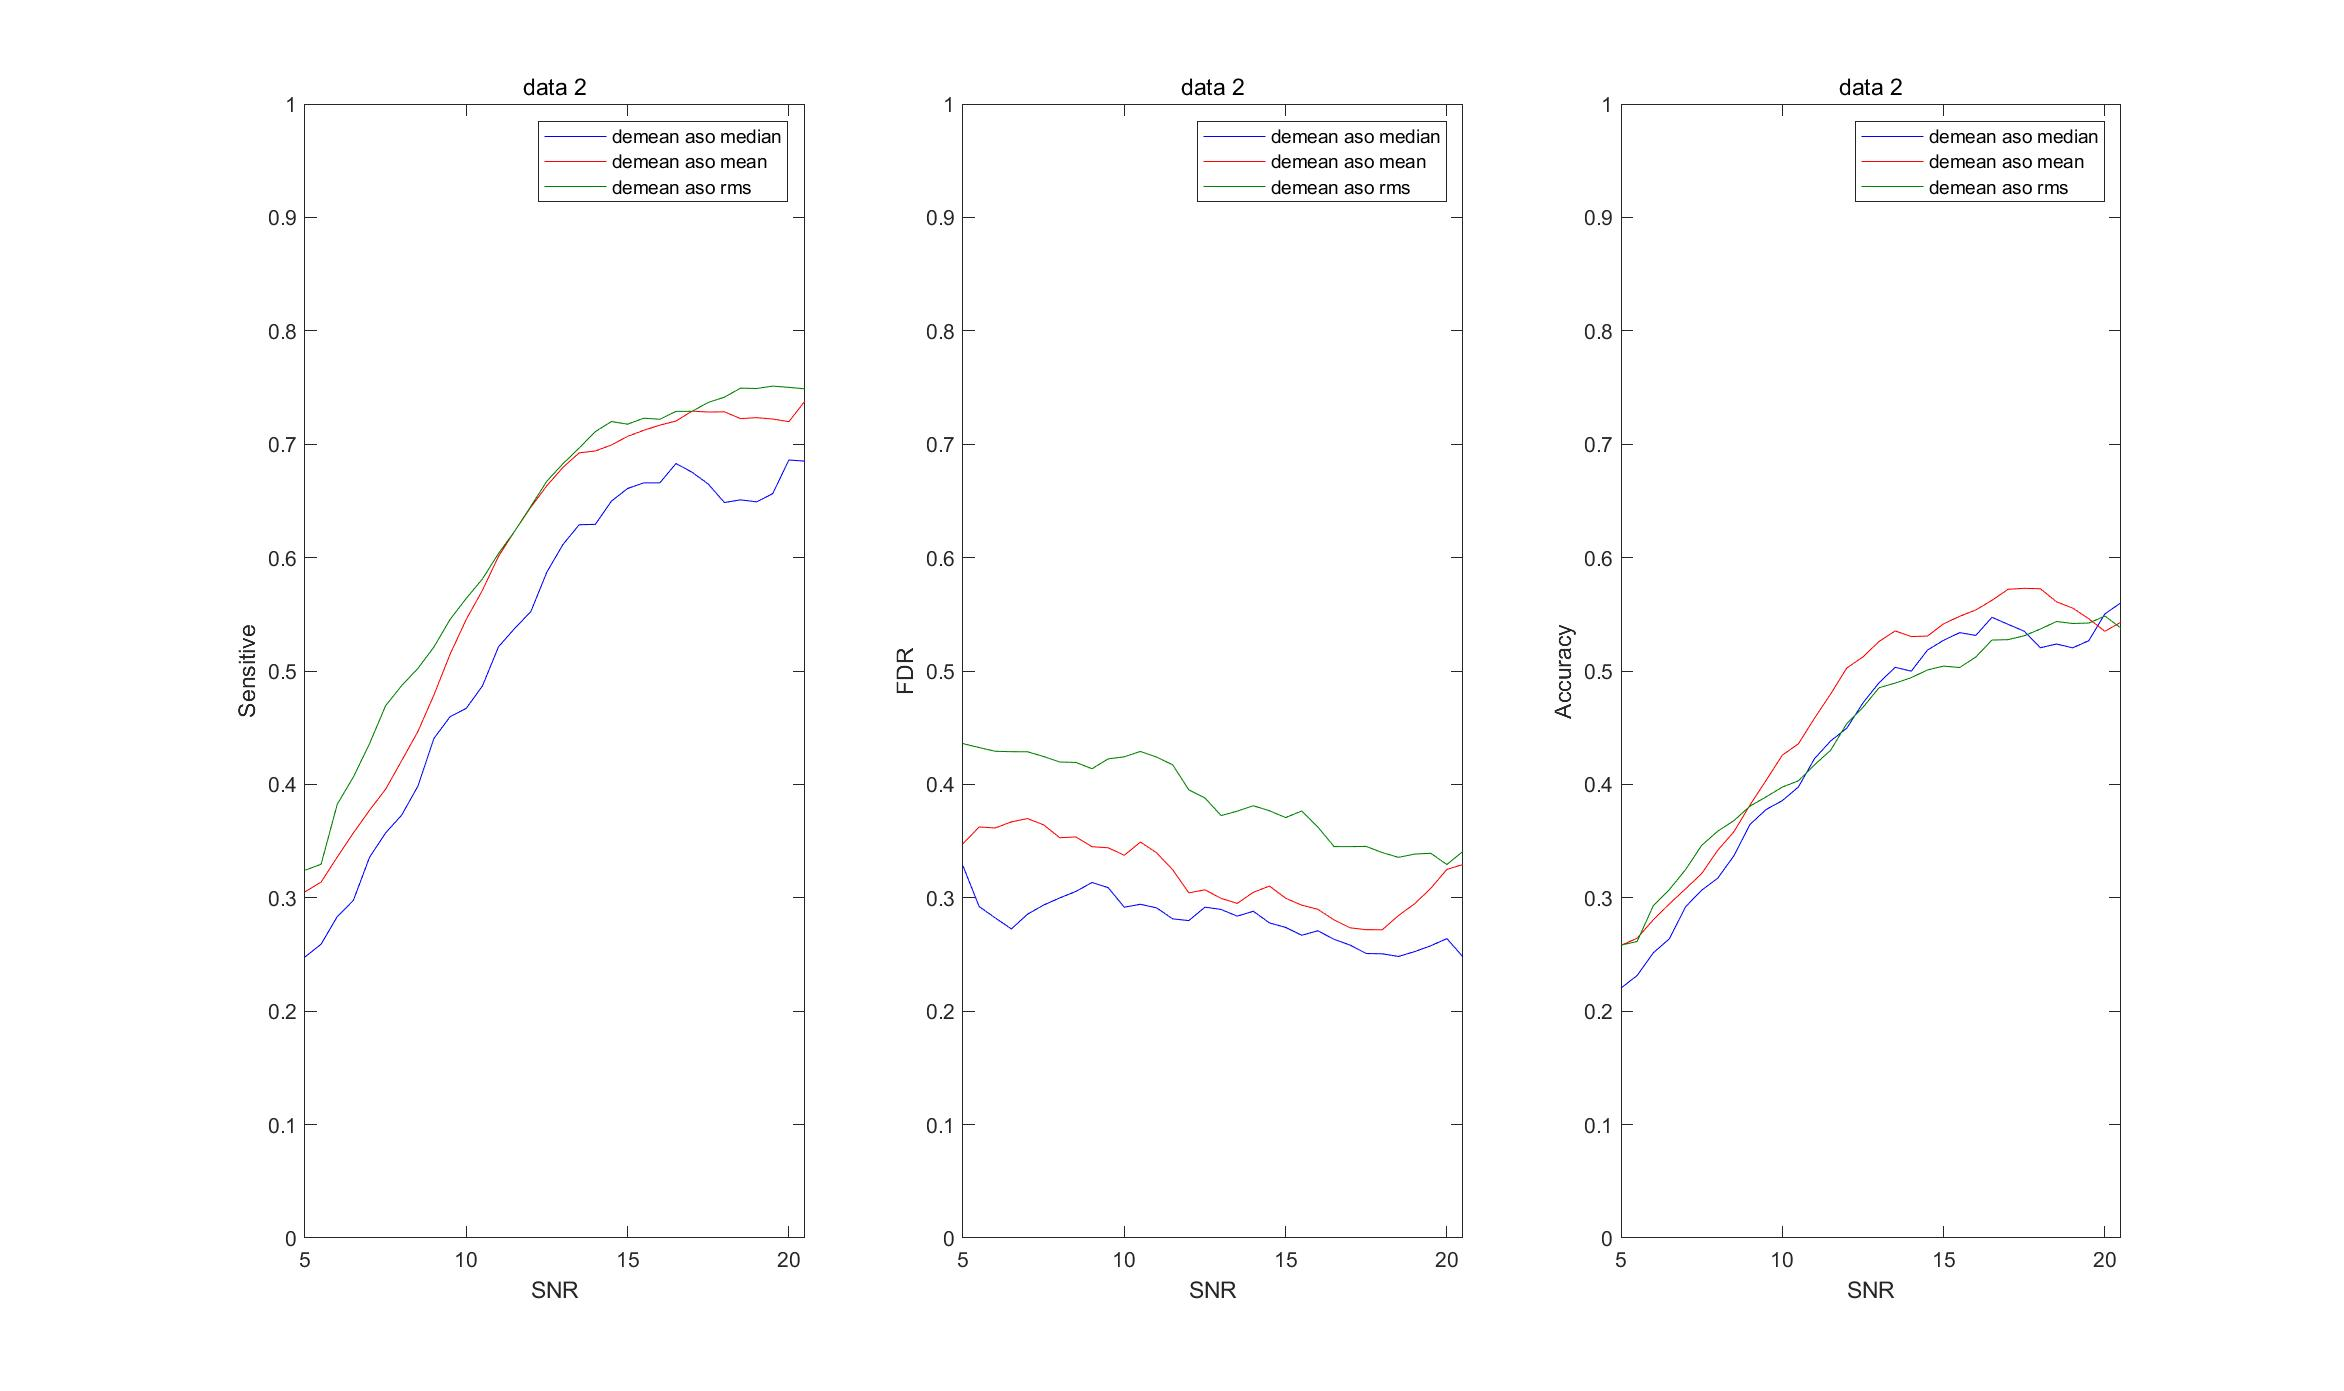 data 2
demean aso median
demean aso mean
demean aso rms
1
0.9
0.8
0.7
0.6
0.5
0.4
0.3
0.2
0.1
0
Sensitive
5 10 15 20
SNR
data 2
demean aso median
demean aso mean
demean aso rms
1
0.9
0.8
0.7
0.6
0.5
0.4
0.3
0.2
0.1
0
FDR
5 10 15 20
SNR
data 2
demean aso median
demean aso mean
demean aso rms
1
0.9
0.8
0.7
0.6
0.5
0.4
0.3
0.2
0.1
0
Accuracy
5 10 15 20
SNR